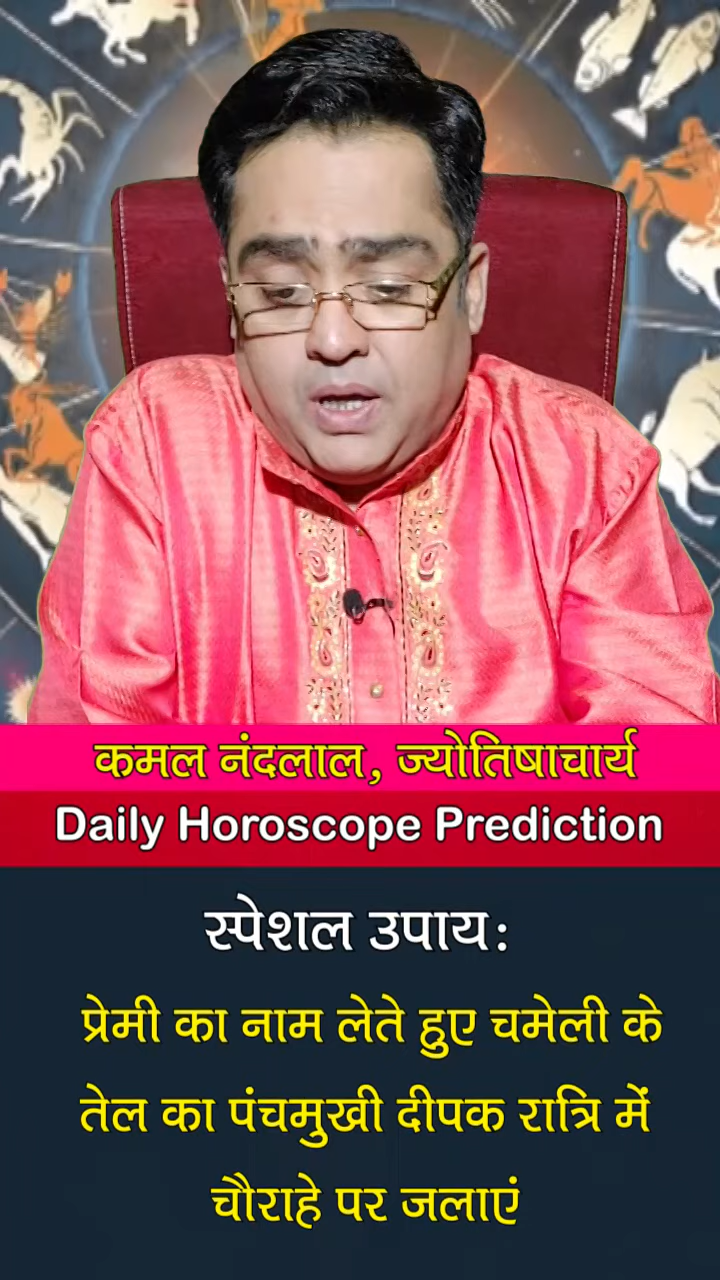 कमल नंदलाल, ज्योतिषाचार्य
Daily Horoscope Prediction
स्पेशल उपाय:
प्रेमी का नाम लेते हुए चमेली के
तेल का पंचमुखी दीपक रात्रि में
चौराहे पर जलाएं